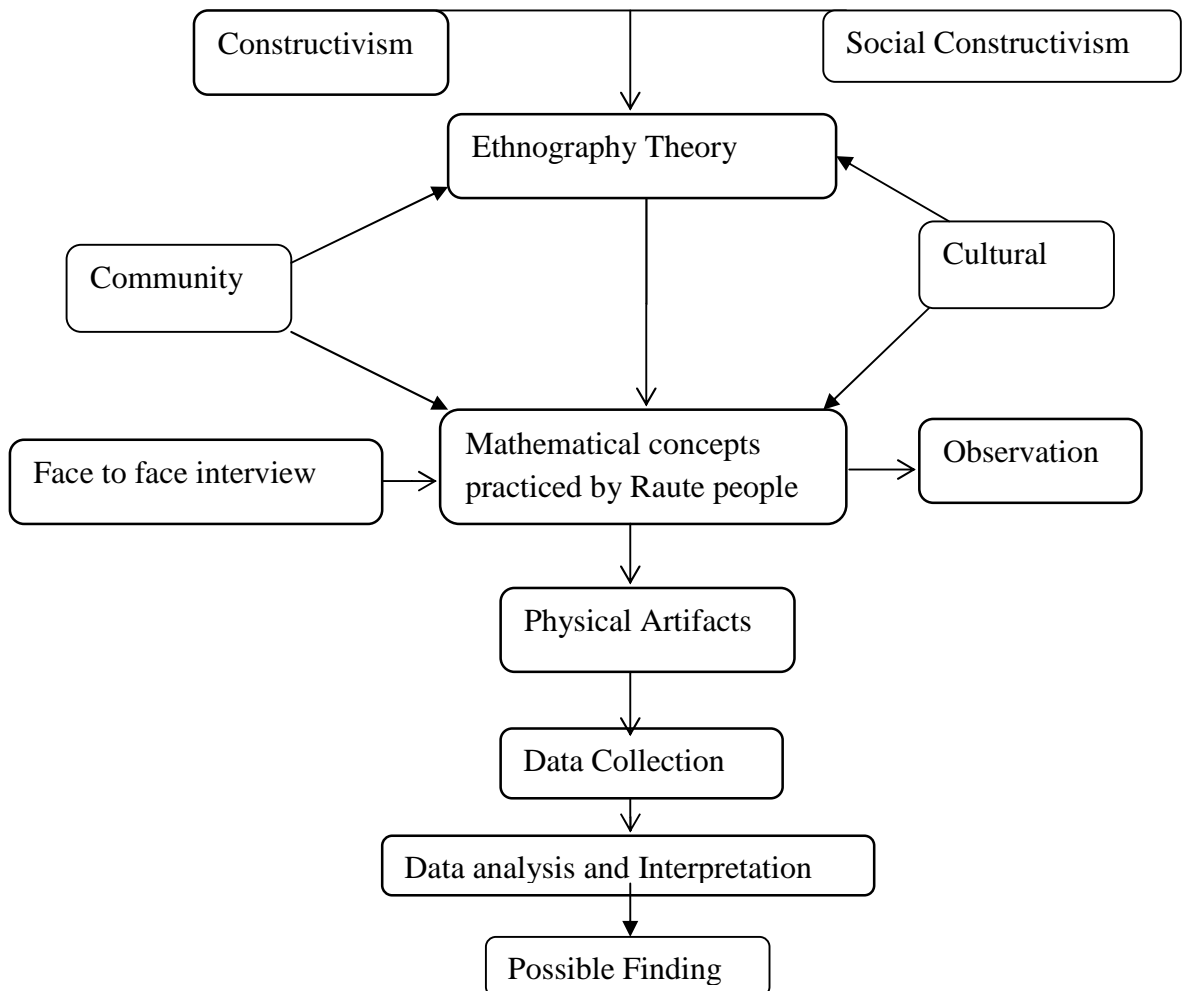 Constructivism
Social Constructivism
Ethnography Theory
Community
Cultural
Face to face interview
Mathematical concepts
practiced by Raute people
Observation
Physical Artifacts
Data Collection
Data analysis and Interpretation
Possible Finding